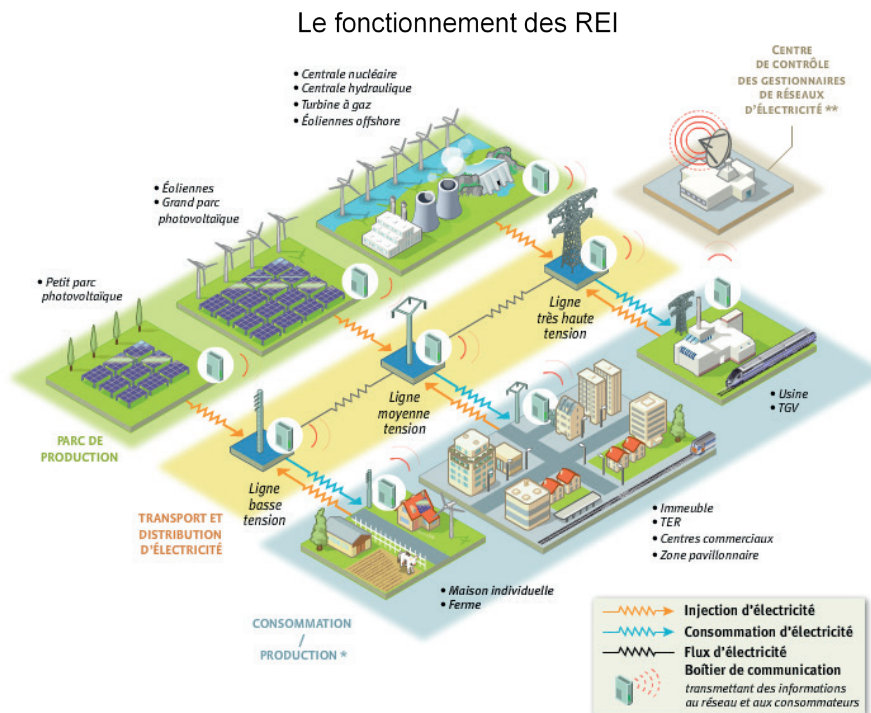 Le fonctionnement des REI
• Centrale nucléaire
• Centrale hydraulique
• Turbine à gaz
• Éoliennes offshore
CENTRE
DE CONTRÔLE
DES GESTIONNAIRES
DE RÉSEAUX
D'ÉLECTRICITÉ **
• Éoliennes
• Grand parc
photovoltaïque
• Petit parc
photovoltaïque
Ligne
très haute
tension
Ligne
moyenne
tension
Ligne
basse
tension
• Usine
• TGV
PARC DE
PRODUCTION
TRANSPORT ET
DISTRIBUTION
D'ÉLECTRICITÉ
• Immeuble
• TER
• Centres commerciaux
• Zone pavillonnaire
• Maison individuelle
• Ferme
CONSOMMATION
/
PRODUCTION *
Injection d'électricité
Consommation d'électricité
Flux d'électricité
Boîtier de communication
transmettant des informations
au réseau et aux consommateurs